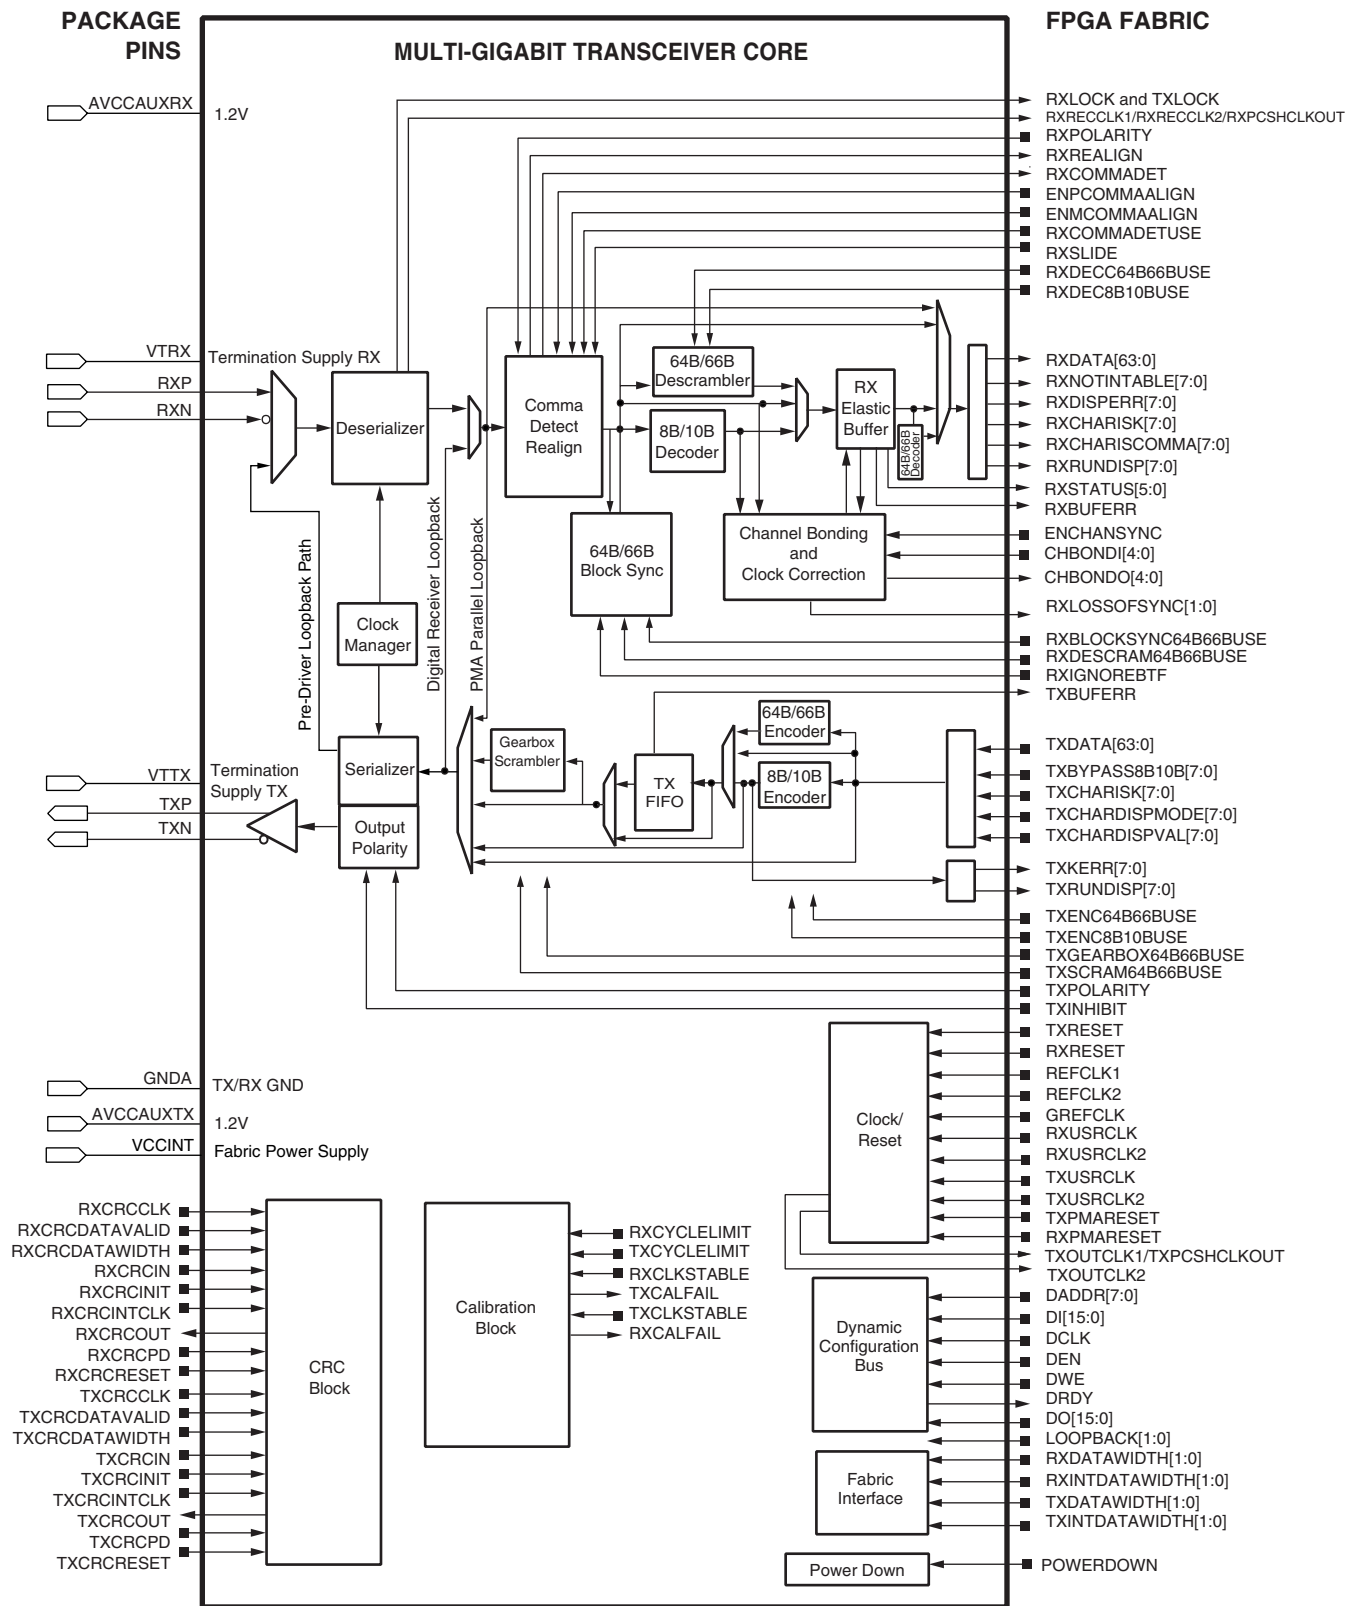 PACKAGE
PINS
MULTI-GIGABIT TRANSCEIVER CORE
FPGA FABRIC
AVCCAUXRX
1.2V
RXLOCK and TXLOCK
RXRECCLK1/RXRECCLK2/RXPCSHCLKOUT
RXPOLARITY
RXREALIGN
RXCOMMADET
ENPCOMMAALIGN
ENMCOMMAALIGN
RXCOMMADETUSE
RXSLIDE
RXDECC64B66BUSE
RXDEC8B10BUSE
VTRX
Termination Supply RX
RXP
RXN
Deserializer
Comma
Detect
Realign
64B/66B
Descrambler
8B/10B
Decoder
RX
Elastic
Buffer
64B/66B
Decoder
RXDATA[63:0]
RXNOTINTABLE[7:0]
RXDISPERR[7:0]
RXCHARISK[7:0]
RXCHARISCOMMA[7:0]
RXRUNDISP[7:0]
RXSTATUS[5:0]
RXBUFERR
ENCHANSYNC
CHBONDI[4:0]
CHBONDO[4:0]
RXLOSSOFSYNC[1:0]
RXBLOCKSYNC64B66BUSE
RXDESCRAM64B66BUSE
RXIGNOREBTF
TXBUFERR
64B/66B
Block Sync
Channel Bonding
and
Clock Correction
Pre-Driver Loopback Path
Digital Receiver Loopback
PMA Parallel Loopback
Clock
Manager
VTTX
Termination
Supply TX
TXP
TXN
Serializer
Output
Polarity
Gearbox
Scrambler
TX
FIFO
64B/66B
Encoder
8B/10B
Encoder
TXDATA[63:0]
TXBYPASS8B10B[7:0]
TXCHARISK[7:0]
TXCHARDISPMODE[7:0]
TXCHARDISPVAL[7:0]
TXKERR[7:0]
TXRUNDISP[7:0]
TXENC64B66BUSE
TXENC8B10BUSE
TXGEARBOX64B66BUSE
TXSCRAM64B66BUSE
TXPOLARITY
TXINHIBIT
GNDA
TX/RX GND
AVCCAUXTX
1.2V
VCCINT
Fabric Power Supply
Clock/
Reset
TXRESET
RXRESET
REFCLK1
REFCLK2
GREFCLK
RXUSRCLK
RXUSRCLK2
TXUSRCLK
TXUSRCLK2
TXPMARESET
RXPMARESET
TXOUTCLK1/TXPCSHCLKOUT
TXOUTCLK2
RXCRCCLK
RXCRCDATAVALID
RXCRCDATAWIDTH
RXCRCIN
RXCRCINIT
RXCRCINTCLK
RXCRCOUT
RXCRCPD
RXCRCRESET
TXCRCCLK
TXCRCDATAVALID
TXCRCDATAWIDTH
TXCRCIN
TXCRCINIT
TXCRCINTCLK
TXCRCOUT
TXCRCPD
TXCRCRESET
CRC
Block
Calibration
Block
RXCYCLELIMIT
TXCYCLELIMIT
RXCLKSTABLE
TXCALFAIL
TXCLKSTABLE
RXCALFAIL
Dynamic
Configuration
Bus
DADDR[7:0]
DI[15:0]
DCLK
DEN
DWE
DRDY
DO[15:0]
LOOPBACK[1:0]
Fabric
Interface
RXDATAWIDTH[1:0]
RXINTDATAWIDTH[1:0]
TXDATAWIDTH[1:0]
TXINTDATAWIDTH[1:0]
Power Down
POWERDOWN